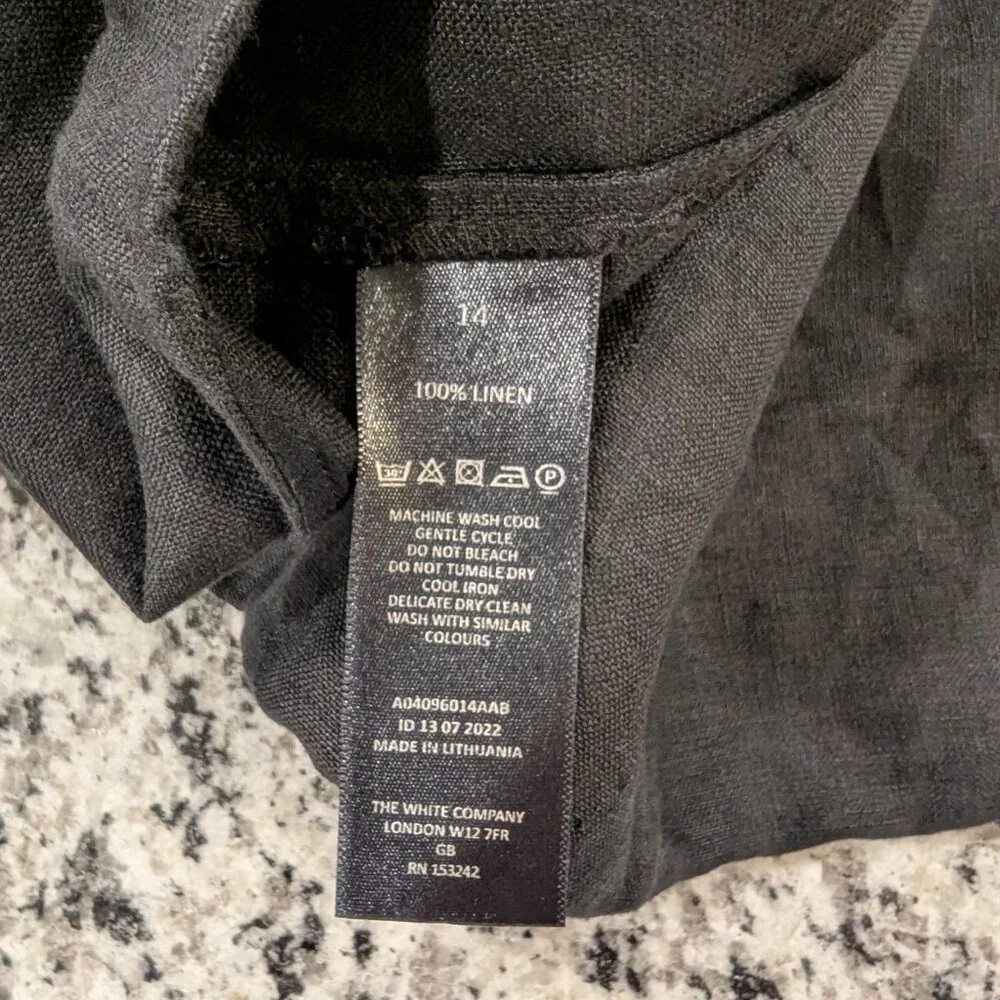 14
100% LINEN
30° P
MACHINE WASH COOL
GENTLE CYCLE
DO NOT BLEACH
DO NOT TUMBLE DRY
COOL IRON
DELICATE DRY CLEAN
WASH WITH SIMILAR
COLOURS
A04096014AAB
ID 13 07 2022
MADE IN LITHUANIA
THE WHITE COMPANY
LONDON W12 7FR
GB
RN 153242